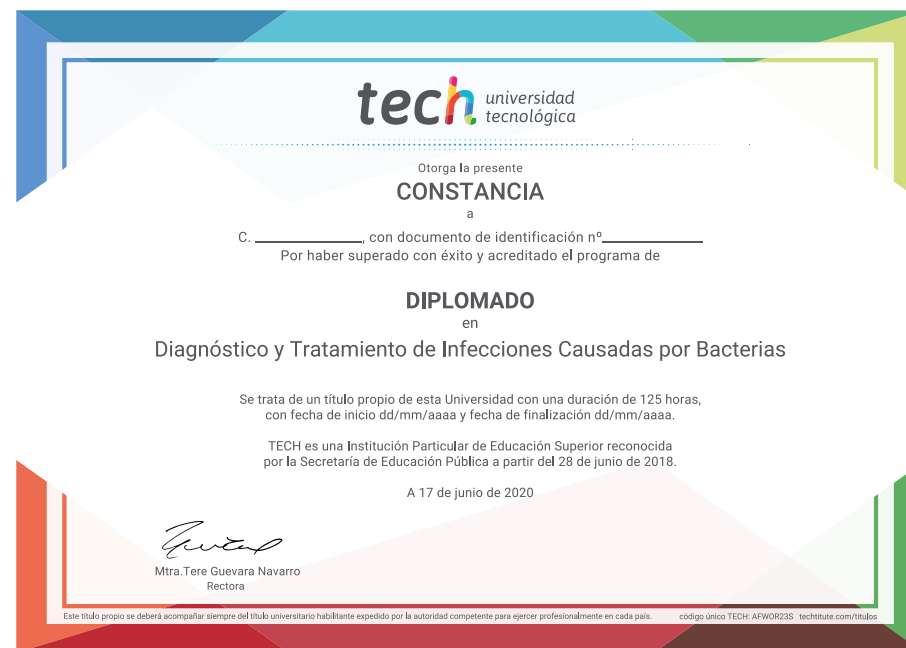 tech universidad
tecnológica
Otorga la presente
CONSTANCIA
a
C. ____________, con documento de identificación nº____________
Por haber superado con éxito y acreditado el programa de
DIPLOMADO
en
Diagnóstico y Tratamiento de Infecciones Causadas por Bacterias
Se trata de un título propio de esta Universidad con una duración de 125 horas,
con fecha de inicio dd/mm/aaaa y fecha de finalización dd/mm/aaaa.
TECH es una Institución Particular de Educación Superior reconocida
por la Secretaría de Educación Pública a partir del 28 de junio de 2018.
A 17 de junio de 2020
Mtra.Tere Guevara Navarro
Rectora
Este título propio se deberá acompañar siempre del título universitario habilitante expedido por la autoridad competente para ejercer profesionalmente en cada país. código único TECH: AFWOR23S techtitute.com/titulos